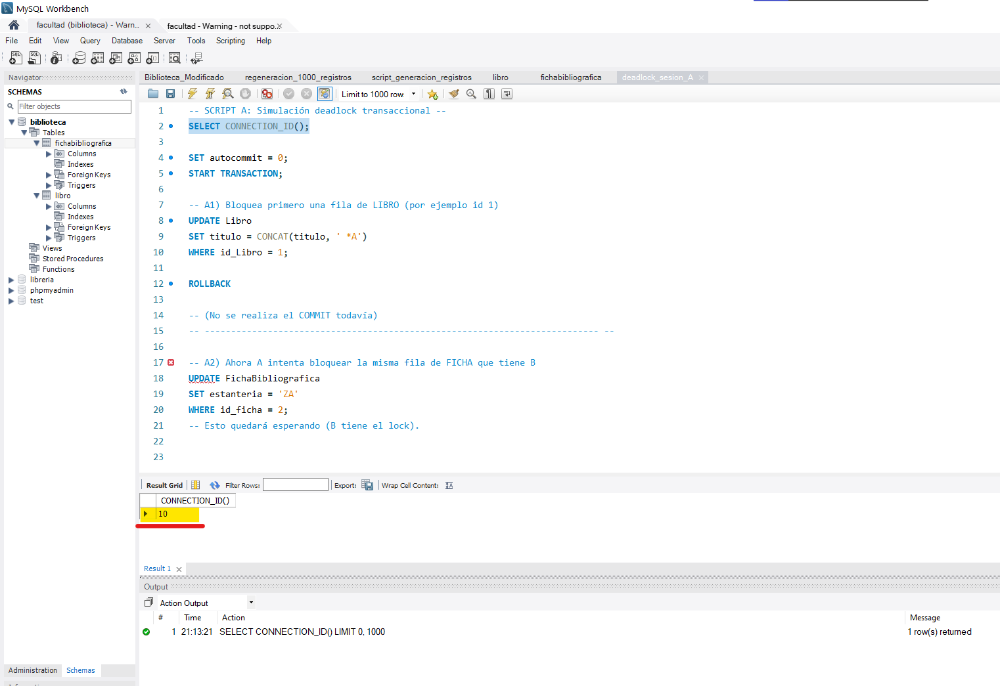 MySQL Workbench
facultad (biblioteca) - Warn...
facultad - Warning - not suppo.
File Edit View Query Database Server Tools Scripting Help
Navigator
SCHEMAS
Filter objects
biblioteca
Tables
fichabibliografica
Columns
Indexes
Foreign Keys
Triggers
libro
Columns
Indexes
Foreign Keys
Triggers
Views
Stored Procedures
Functions
libreria
phpmyadmin
test
Administration Schemas
Biblioteca_Modificado regeneracion_1000_registros script_generacion_registros libro fichabibliografica deadlock_sesion_A
Limit to 1000 row
1 -- SCRIPT A: Simulación deadlock transaccional --
2 SELECT CONNECTION_ID();
3
4 SET autocommit = 0;
5 START TRANSACTION;
6
7 -- A1) Bloquea primero una fila de LIBRO (por ejemplo id 1)
8 UPDATE Libro
9 SET titulo = CONCAT(titulo, ' *A')
10 WHERE id_Libro = 1;
11
12 ROLLBACK
13
14 -- (No se realiza el COMMIT todavía)
15 -- --------------------------------------------------------------------------- --
16
17 -- A2) Ahora A intenta bloquear la misma fila de FICHA que tiene B
18 UPDATE FichaBibliografica
19 SET estanteria = 'ZA'
20 WHERE id_ficha = 2;
21 -- Esto quedará esperando (B tiene el lock).
22
23
Result Grid Filter Rows: Export: Wrap Cell Content:
CONNECTION_ID()
10
Result 1
Output
Action Output
# Time Action Message
1 21:13:21 SELECT CONNECTION_ID() LIMIT 0, 1000 1 row(s) returned